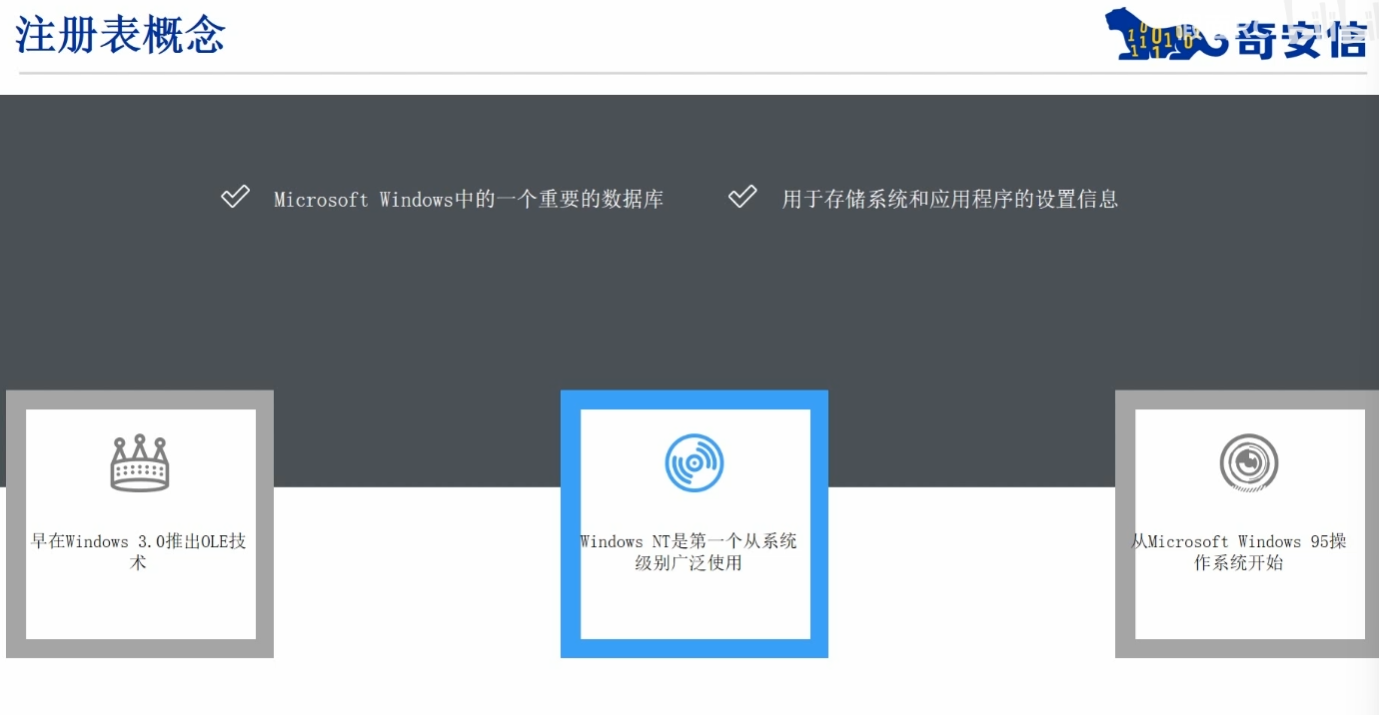 注册表概念
奇安信
Microsoft Windows中的一个重要的数据库
用于存储系统和应用程序的设置信息
早在Windows 3.0推出OLE技
术
Windows NT是第一个从系统
级别广泛使用
从Microsoft Windows 95操
作系统开始